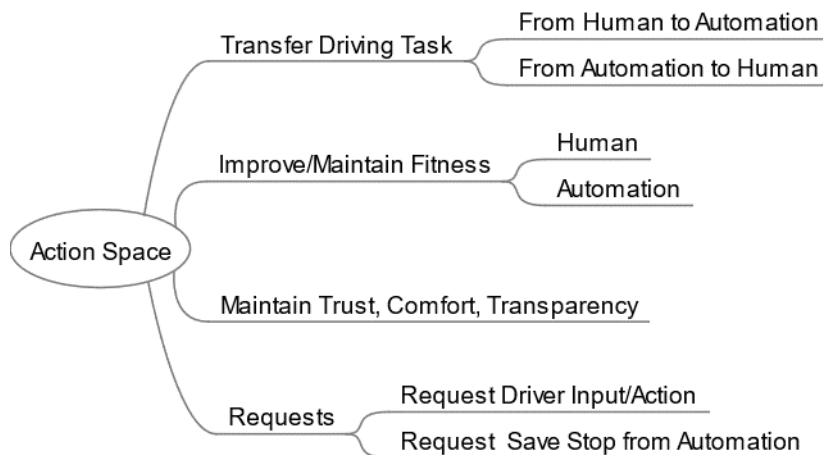 Transfer Driving Task
From Human to Automation
From Automation to Human
Improve/Maintain Fitness
Human
Automation
Action Space
Maintain Trust, Comfort, Transparency
Requests
Request Driver Input/Action
Request Save Stop from Automation